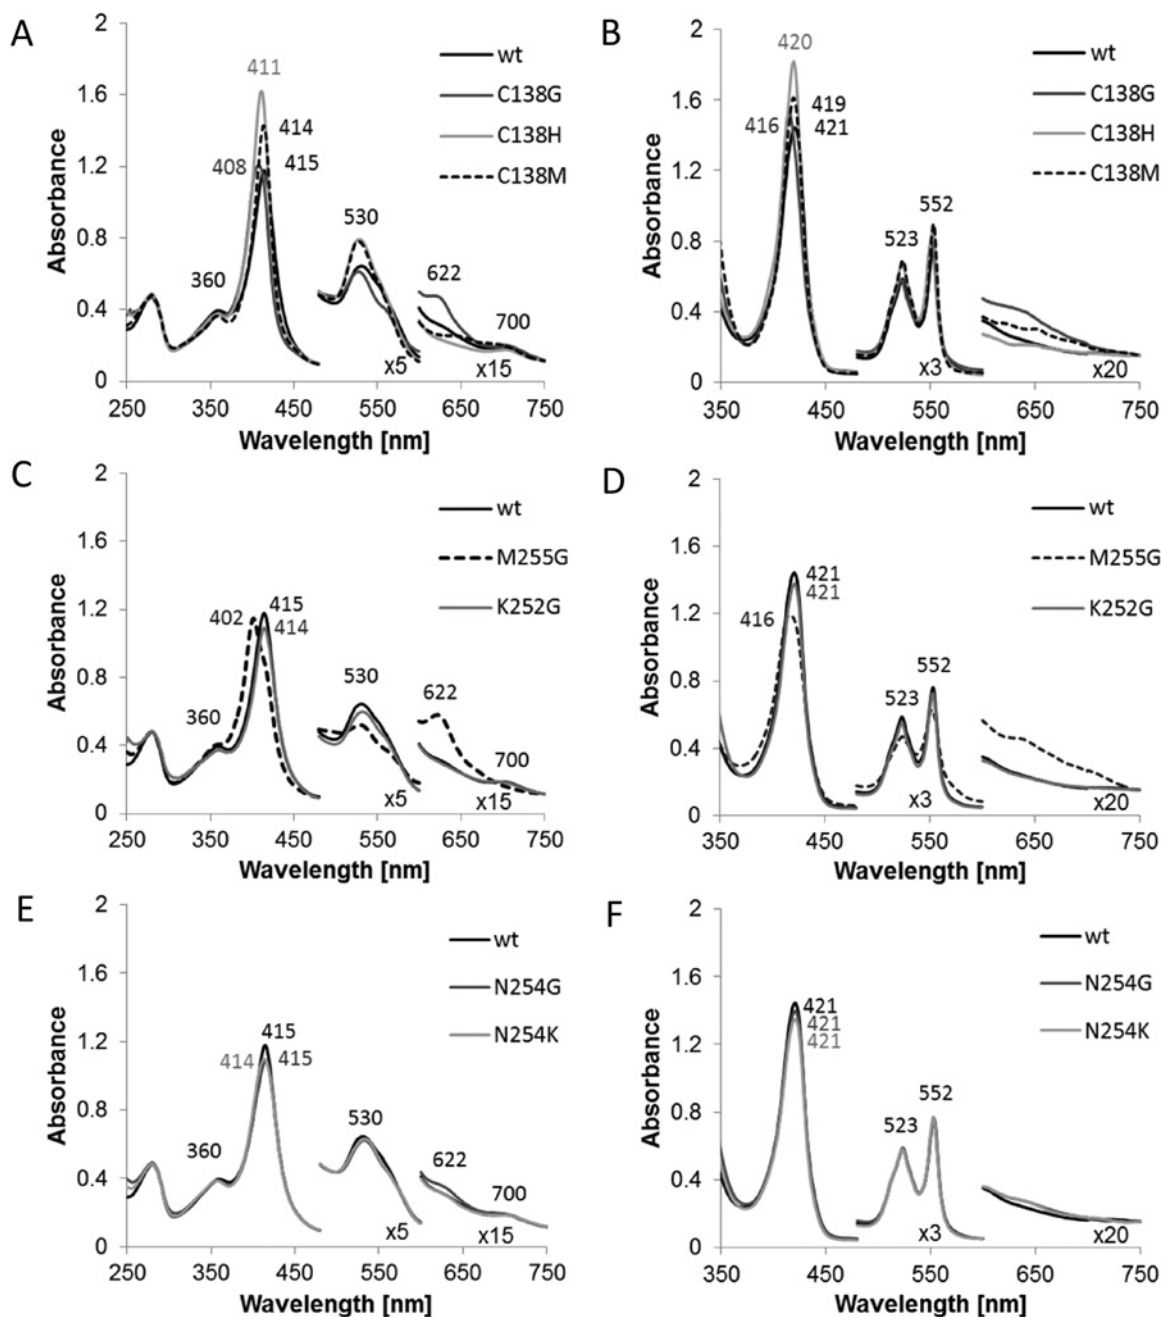 A
Absorbance
2
1.6
1.2
0.8
0.4
0
wt
C138G
C138H
C138M
411
414
408
415
360
530
622
700
x5
x15
250 350 450 550 650 750
Wavelength [nm]
B
Absorbance
2
1.6
1.2
0.8
0.4
0
wt
C138G
C138H
C138M
420
419
416
421
523
552
x3
x20
350 450 550 650 750
Wavelength [nm]
C
Absorbance
2
1.6
1.2
0.8
0.4
0
wt
M255G
K252G
402
415
414
360
530
622
700
x5
x15
250 350 450 550 650 750
Wavelength [nm]
D
Absorbance
2
1.6
1.2
0.8
0.4
0
wt
M255G
K252G
421
421
416
523
552
x3
x20
350 450 550 650 750
Wavelength [nm]
E
Absorbance
2
1.6
1.2
0.8
0.4
0
wt
N254G
N254K
415
414 415
360
530
622
700
x5
x15
250 350 450 550 650 750
Wavelength [nm]
F
Absorbance
2
1.6
1.2
0.8
0.4
0
wt
N254G
N254K
421
421
421
523
552
x3
x20
350 450 550 650 750
Wavelength [nm]